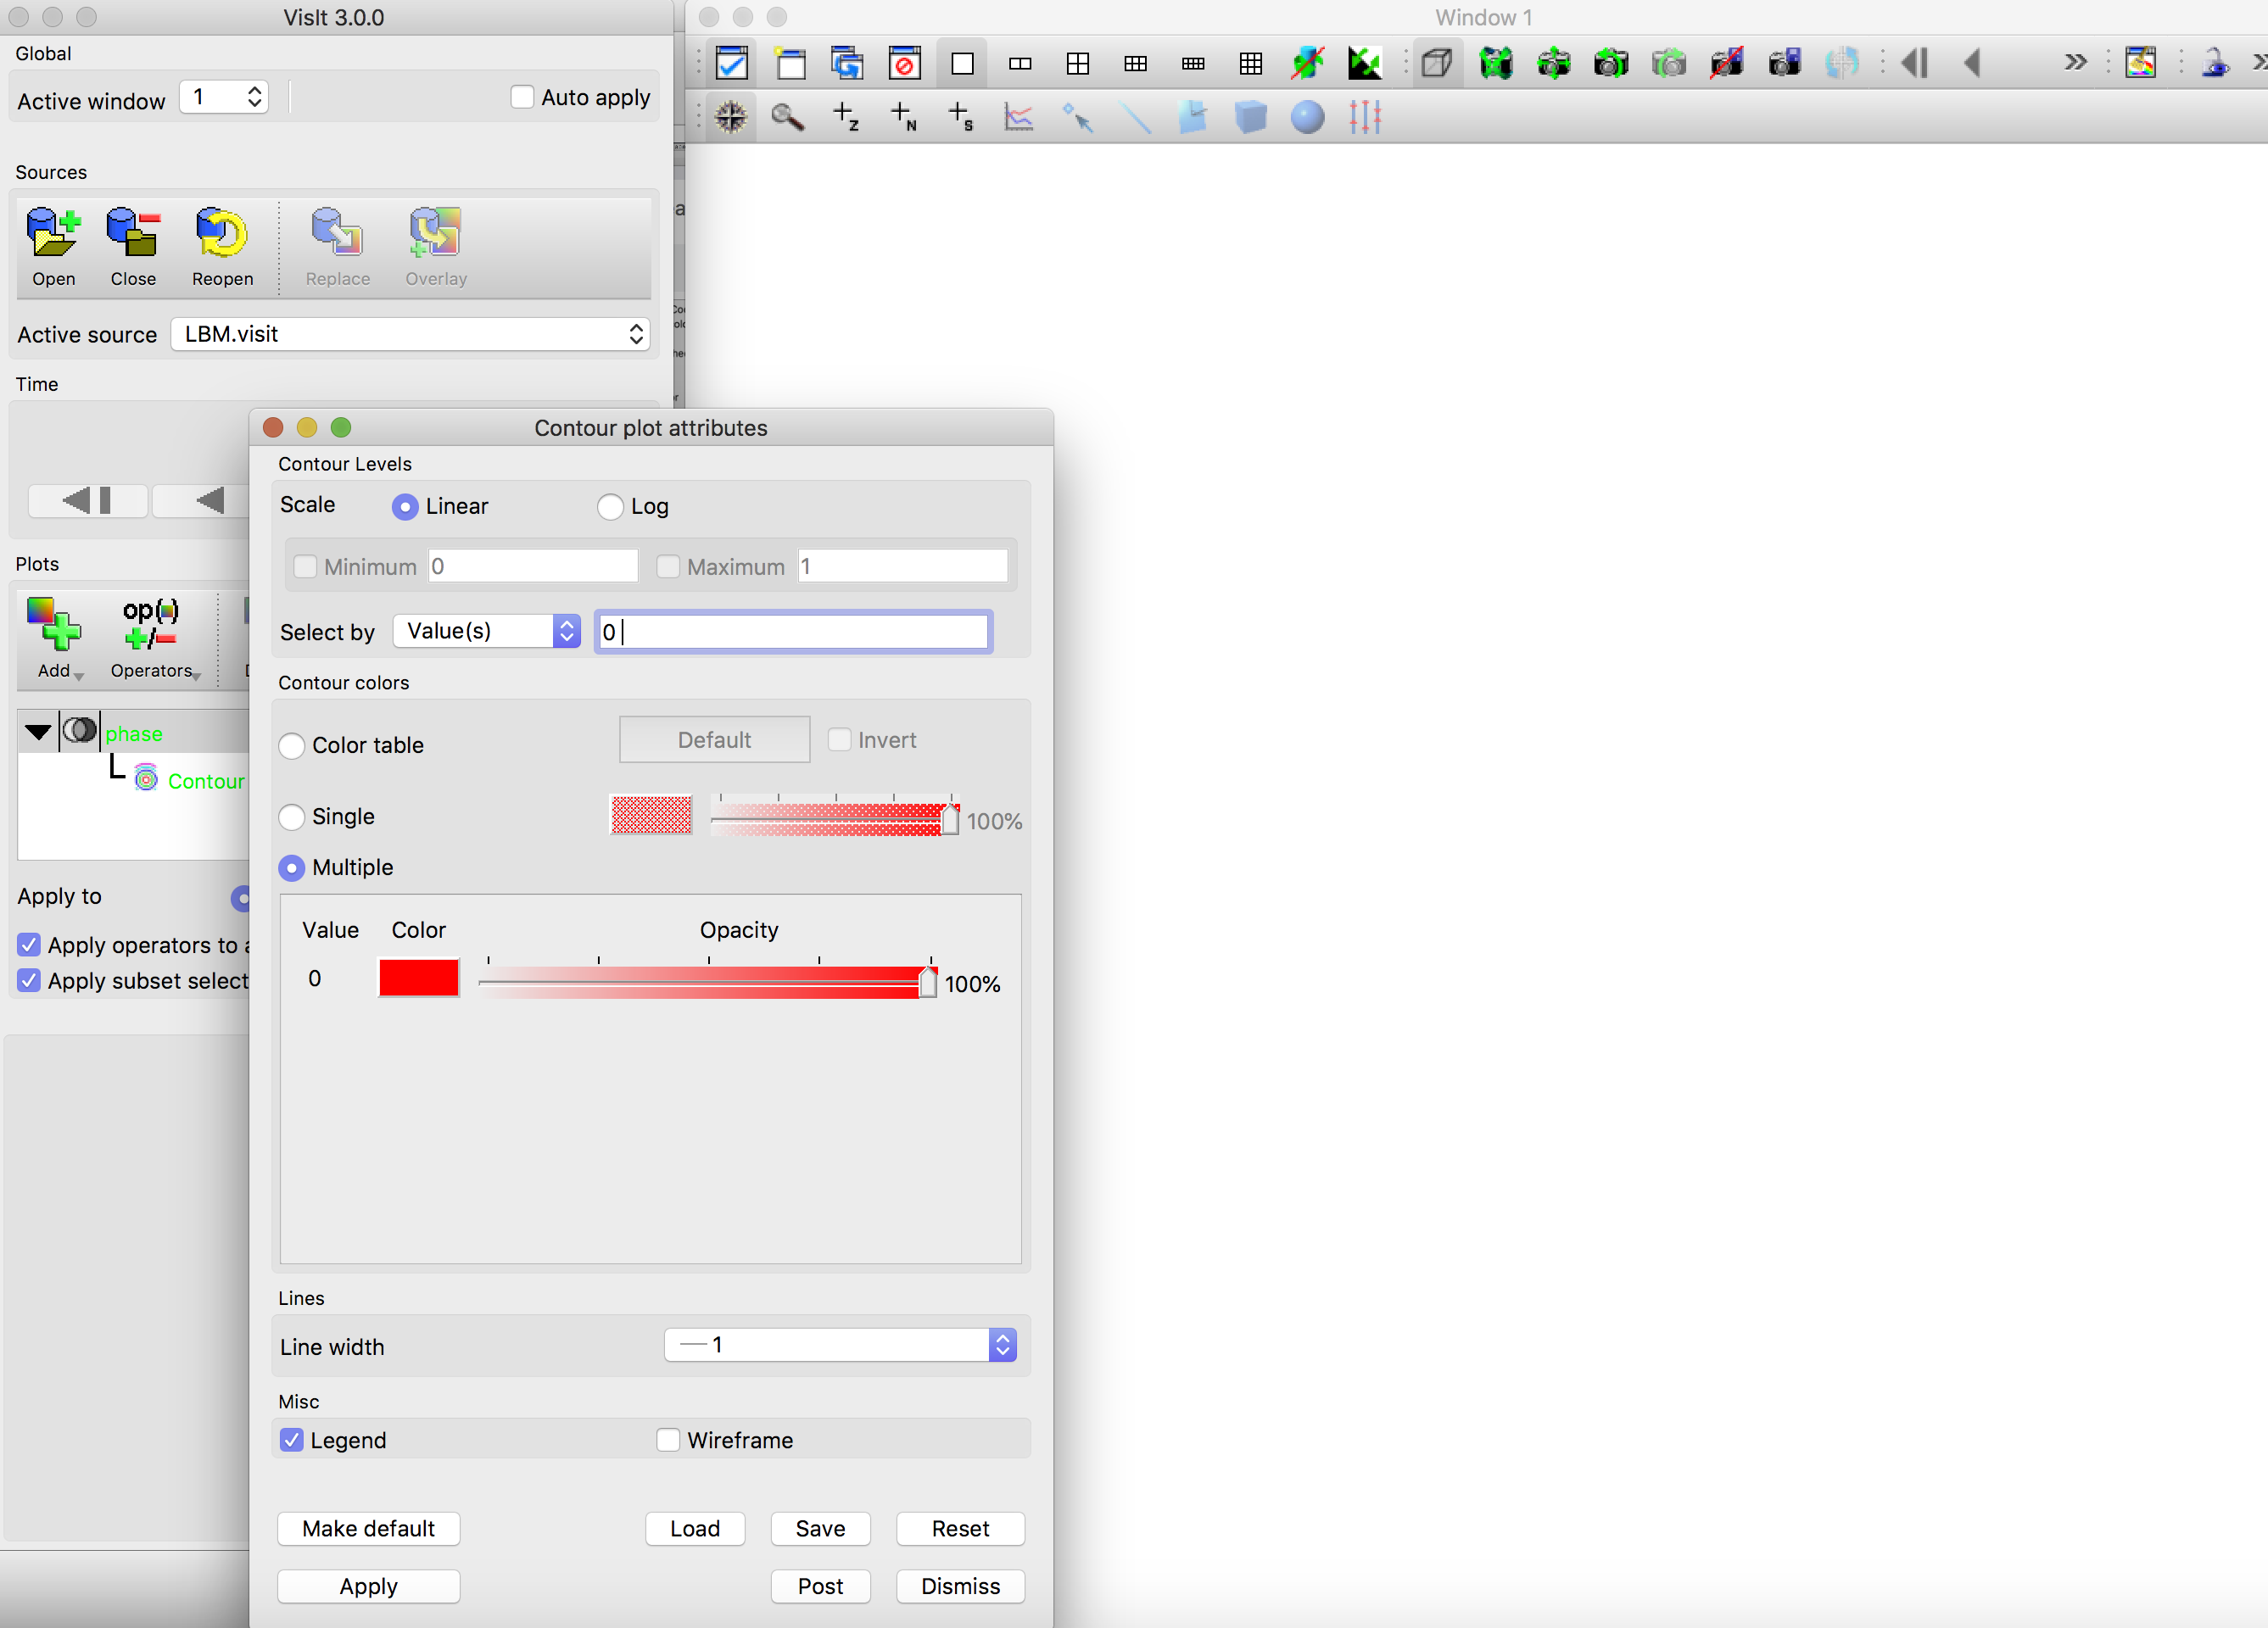 VisIt 3.0.0
Window 1
Global
Active window 1
Auto apply
Z
N
S
Sources
Open
Close
Reopen
Replace
Overlay
Active source LBM.visit
Time
Contour plot attributes
Contour Levels
Scale Linear Log
Minimum 0 Maximum 1
Select by Value(s) 0
Plots
op( )
+/-
Add
Operators
phase
Contour
Apply to
Apply operators to
Apply subset select
Contour colors
Color table Default Invert
Single 100%
Multiple
Value Color Opacity
0 100%
Lines
Line width 1
Misc
Legend Wireframe
Make default Load Save Reset
Apply Post Dismiss